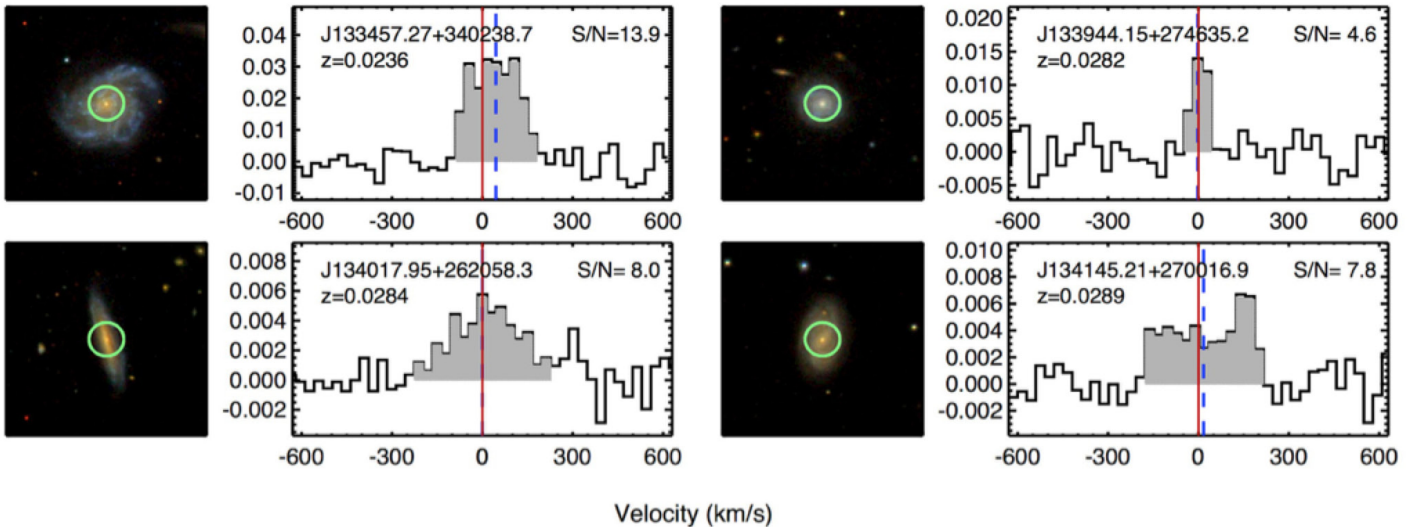 J133457.27+340238.7 S/N=13.9
z=0.0236
0.04
0.03
0.02
0.01
0.00
-0.01
-600 -300 0 300 600
J133944.15+274635.2 S/N= 4.6
z=0.0282
0.020
0.015
0.010
0.005
0.000
-0.005
-600 -300 0 300 600
J134017.95+262058.3 S/N= 8.0
z=0.0284
0.008
0.006
0.004
0.002
0.000
-0.002
-600 -300 0 300 600
J134145.21+270016.9 S/N= 7.8
z=0.0289
0.010
0.008
0.006
0.004
0.002
0.000
-0.002
-600 -300 0 300 600
Velocity (km/s)